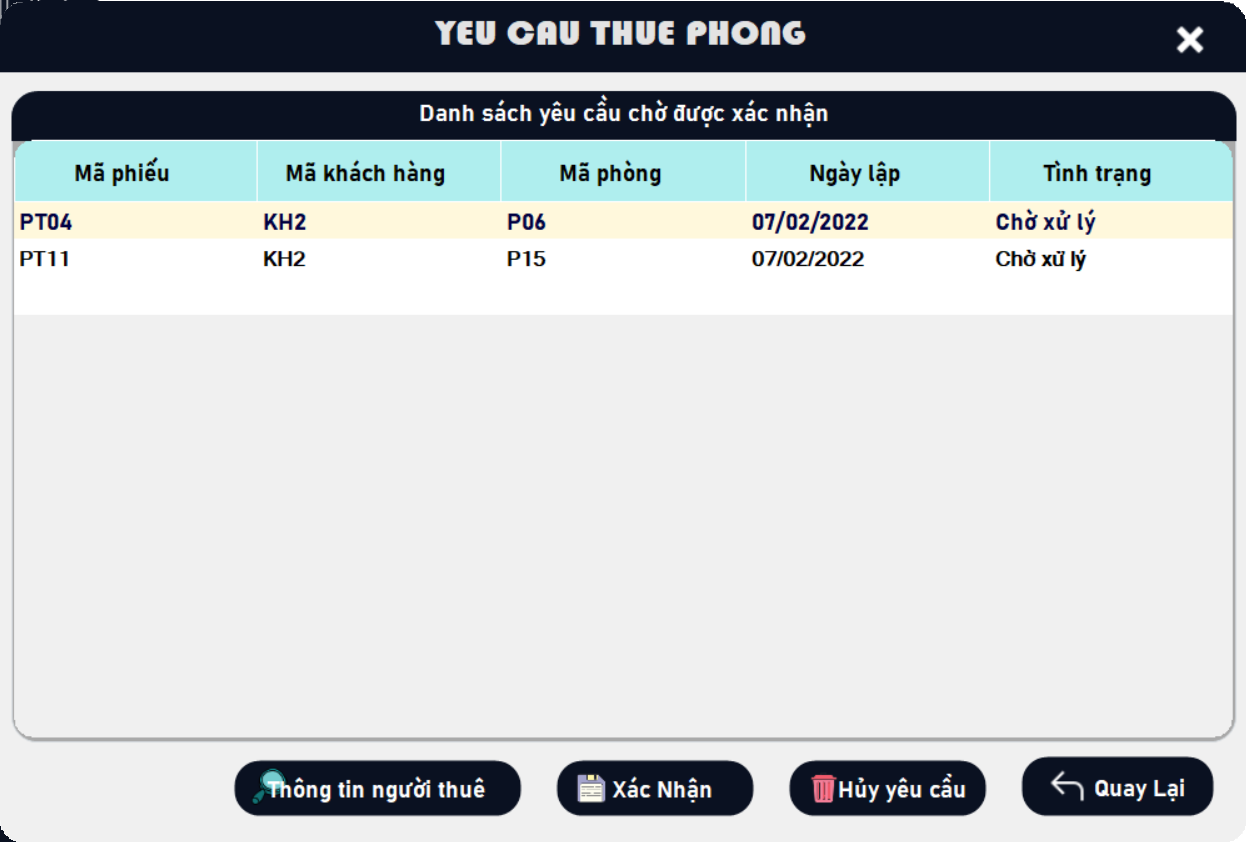 YEU CAU THUE PHONG
Danh sách yêu cầu chờ được xác nhận
Mã phiếu Mã khách hàng Mã phòng Ngày lập Tình trạng
PT04 KH2 P06 07/02/2022 Chờ xử lý
PT11 KH2 P15 07/02/2022 Chờ xử lý
Thông tin người thuê Xác Nhận Hủy yêu cầu Quay Lại